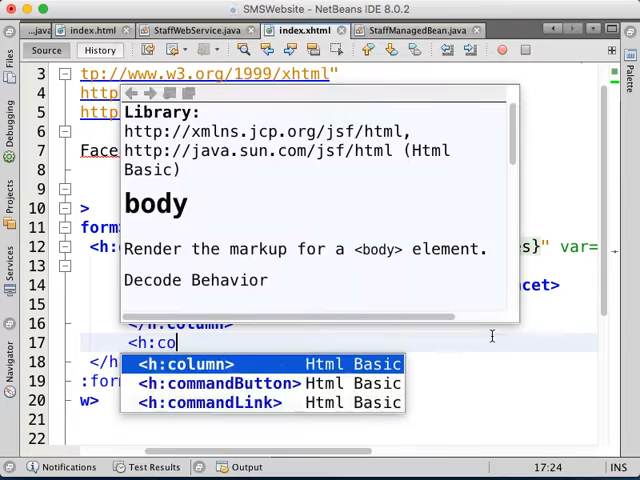 SMSWebsite - NetBeans IDE 8.0.2
...java
index.html
StaffWebService.java
index.xhtml
StaffManagedBean.java
Source
History
Files
Debugging
Projects
Services
Navigator
Palette
3 tp://www.w3.org/1999/xhtml"
4 http
5 http
6
7 Face
8
9
10 >
11 form>
12 <h:d es}" var=
13
14 cet>
16 </h:column>
17 <h:co
18 </h
19 :for
20 w>
21
22
Library:
http://xmlns.jcp.org/jsf/html,
http://java.sun.com/jsf/html (Html
Basic)
body
Render the markup for a <body> element.
Decode Behavior
<h:column> Html Basic
<h:commandButton> Html Basic
<h:commandLink> Html Basic
Notifications
Test Results
Output
17:24
INS